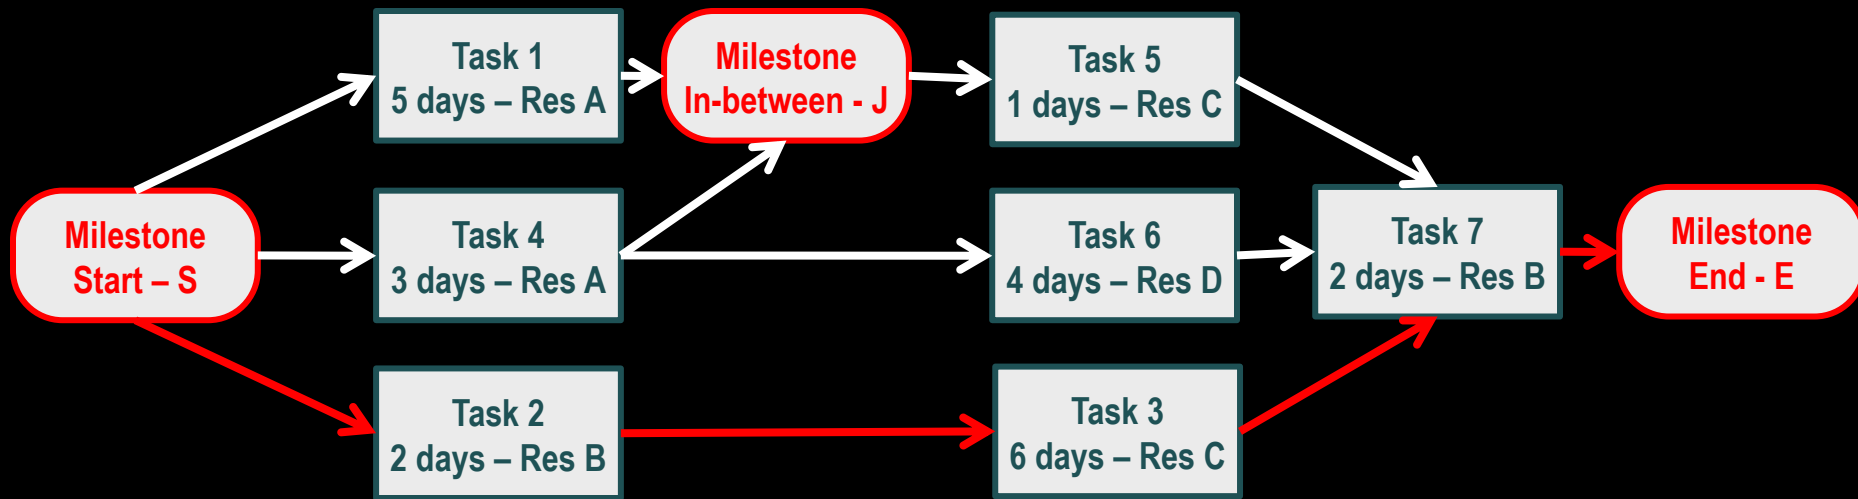 Task 1
5 days – Res A
Milestone
In-between - J
Task 5
1 days – Res C
Milestone
Start – S
Task 4
3 days – Res A
Task 6
4 days – Res D
Task 7
2 days – Res B
Milestone
End - E
Task 2
2 days – Res B
Task 3
6 days – Res C